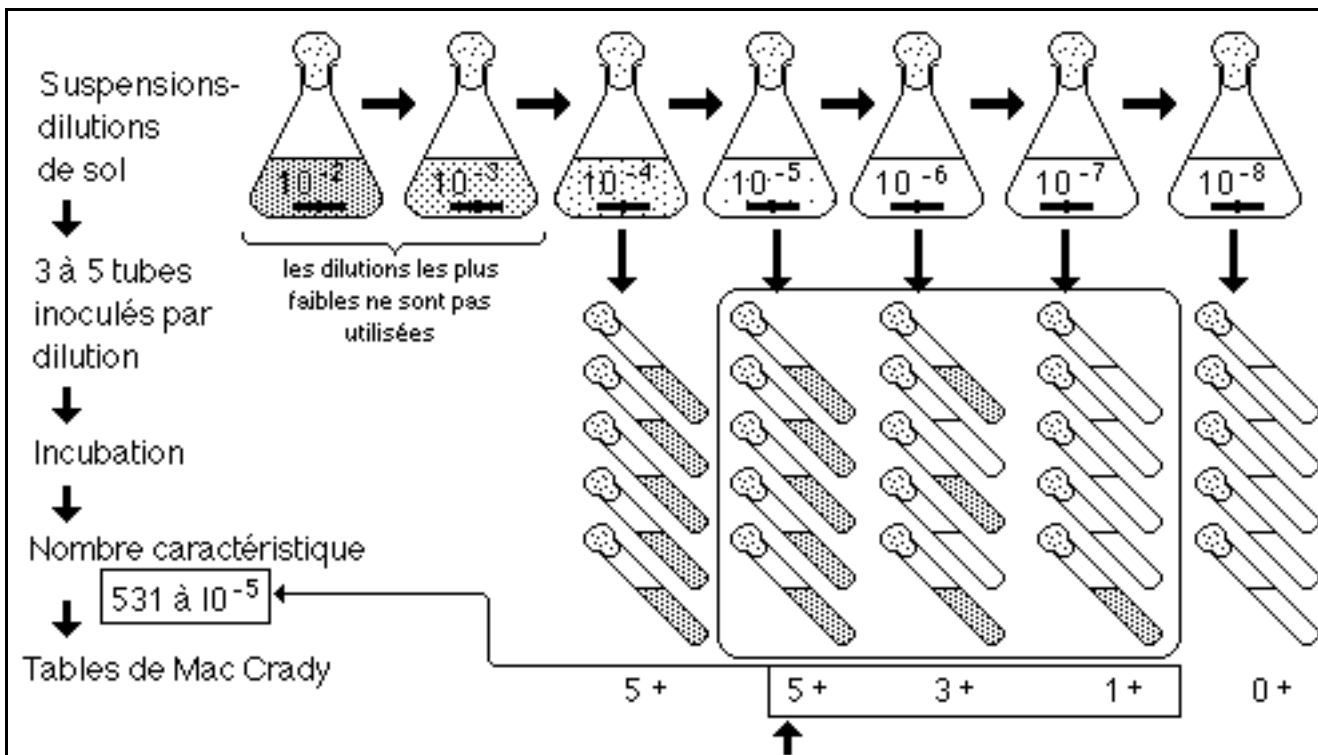 Suspensions-
dilutions
de sol
10⁻²
10⁻³
10⁻⁴
10⁻⁵
10⁻⁶
10⁻⁷
10⁻⁸
les dilutions les plus
faibles ne sont pas
utilisées
3 à 5 tubes
inoculés par
dilution
Incubation
Nombre caractéristique
531 à 10⁻⁵
Tables de Mac Crady
5 +
5 +
3 +
1 +
0 +